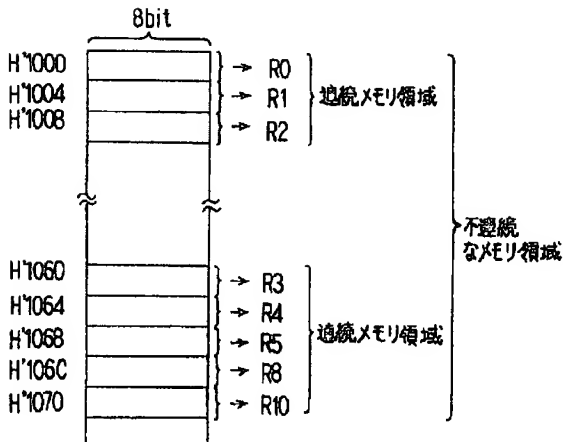 8bit
H'1000
H'1004
H'1008
→ R0
→ R1
→ R2
連続メモリ領域
H'1060
H'1064
H'1068
H'106C
H'1070
→ R3
→ R4
→ R5
→ R8
→ R10
連続メモリ領域
不連続
なメモリ領域